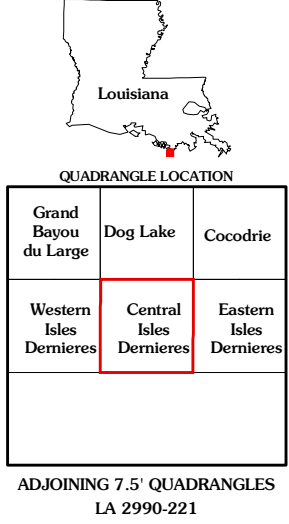 Louisiana
QUADRANGLE LOCATION
Grand
Bayou
du Large
Dog Lake
Cocodrie
Western
Isles
Dernieres
Central
Isles
Dernieres
Eastern
Isles
Dernieres
ADJOINING 7.5' QUADRANGLES
LA 2990-221